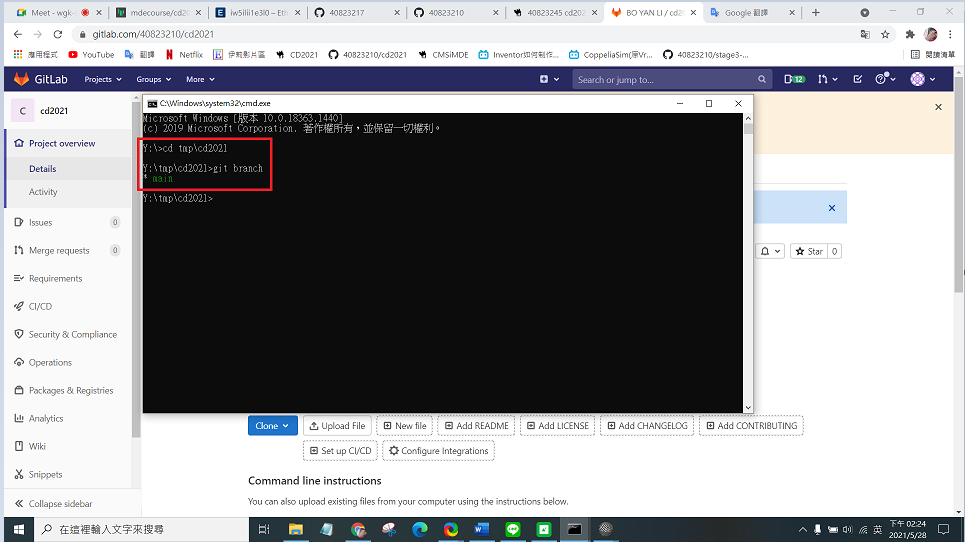 Meet - wgk-
mdecourse/cd20
iw5ilii1e3l0 – Eth
40823217
40823210
40823245 cd202
BO YAN LI / cd20
Google 翻譯
gitlab.com/40823210/cd2021
應用程式
YouTube
翻譯
Netflix
伊莉影片區
CD2021
40823210/cd2021
CMSiMDE
Inventor如何制作...
CoppeliaSim(原Vr...
40823210/stage3-...
閱讀清單
GitLab
Projects
Groups
More
Search or jump to...
12
C
cd2021
Project overview
Details
Activity
Issues
0
Merge requests
0
Requirements
CI/CD
Security & Compliance
Operations
Packages & Registries
Analytics
Wiki
Snippets
Collapse sidebar
C:\Windows\system32\cmd.exe
Microsoft Windows [版本 10.0.18363.1440]
(c) 2019 Microsoft Corporation. 著作權所有，並保留一切權利。
Y:\>cd tmp\cd2021
Y:\tmp\cd2021>git branch
* main
Y:\tmp\cd2021>
Star
0
Clone
Upload File
New file
Add README
Add LICENSE
Add CHANGELOG
Add CONTRIBUTING
Set up CI/CD
Configure Integrations
Command line instructions
You can also upload existing files from your computer using the instructions below.
在這裡輸入文字來搜尋
英
下午 02:24
2021/5/28